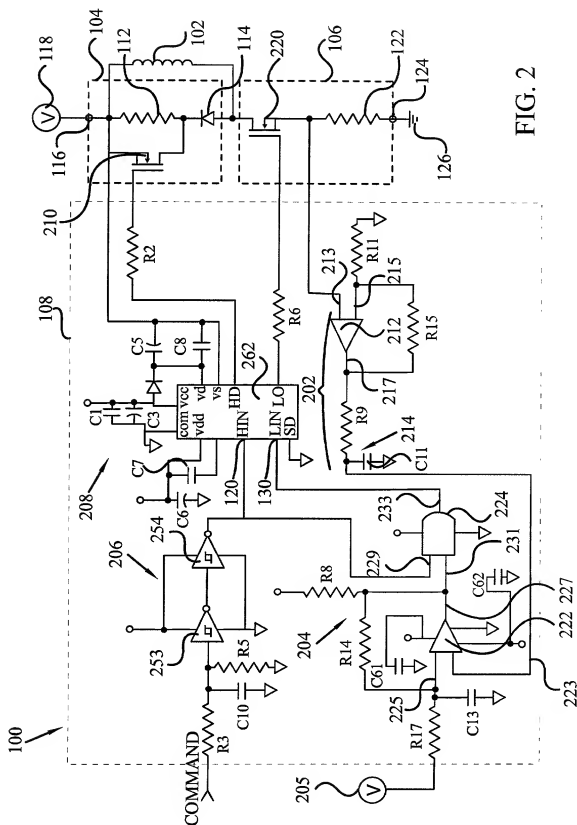 118
V
104
112
102
114
116
210
220
106
122
124
126
FIG. 2
108
R2
C5
C8
C1
C3
com vcc
vdd
vd
vs
HIN
HD
LIN
LO
SD
262
R6
208
C7
C6
120
130
202
213
R11
215
212
R15
217
R9
214
C11
254
206
253
R5
C10
R3
COMMAND
100
233
224
229
231
R8
204
R14
C61
C62
227
222
223
225
C13
R17
205
V